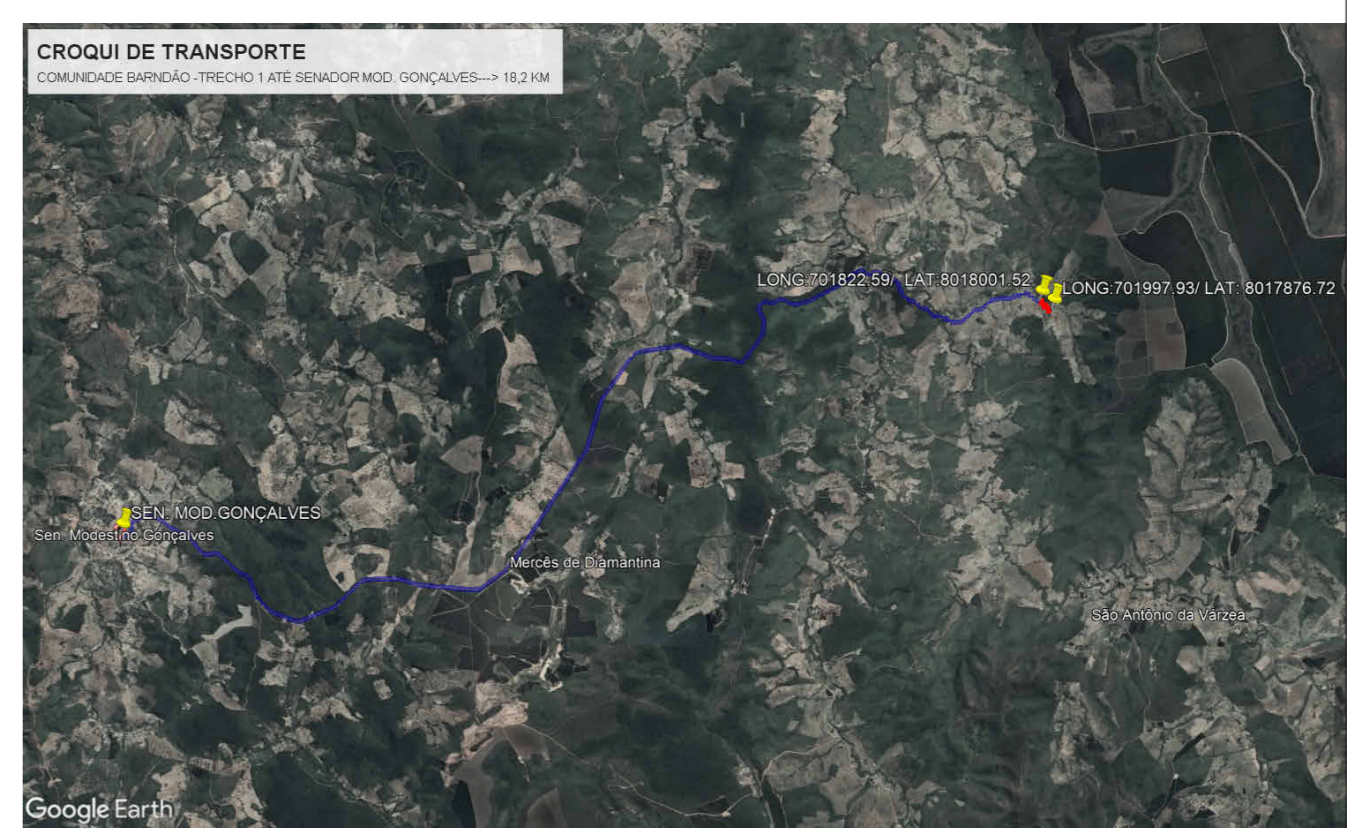 CROQUI DE TRANSPORTE
COMUNIDADE BARNDÃO -TRECHO 1 ATÉ SENADOR MOD. GONÇALVES---> 18,2 KM
LONG:701822.59/ LAT:8018001.52
LONG:701997.93/ LAT: 8017876.72
SEN. MOD.GONÇALVES
Sen. Modestino Gonçalves
Mercês de Diamantina
São Antônio da Várzea
Google Earth